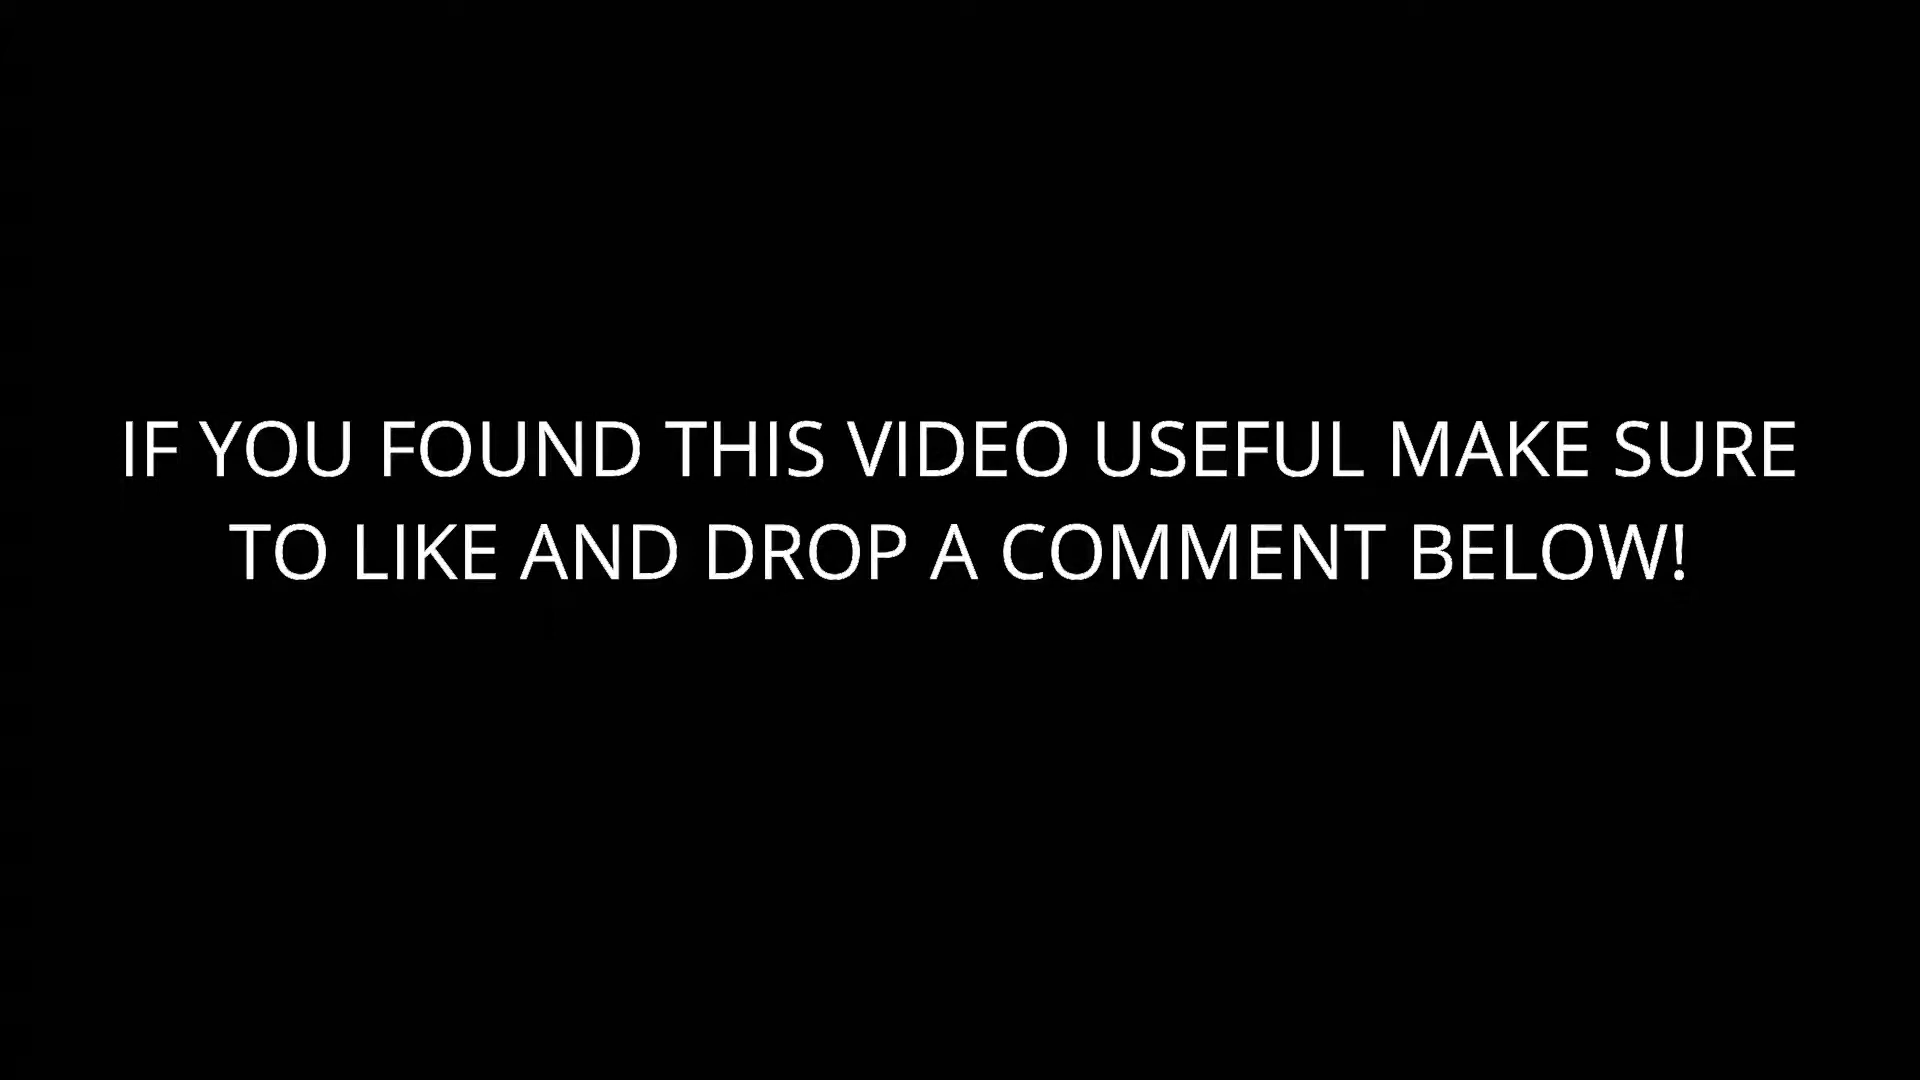 IF YOU FOUND THIS VIDEO USEFUL MAKE SURE
TO LIKE AND DROP A COMMENT BELOW!